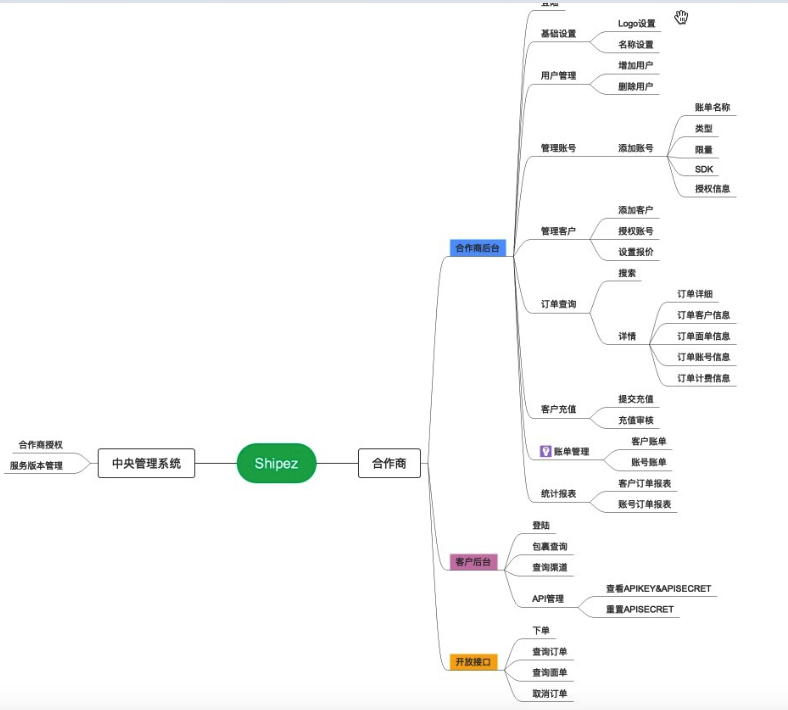 登陆
基础设置
Logo设置
名称设置
用户管理
增加用户
删除用户
管理账号
添加账号
账单名称
类型
限量
SDK
授权信息
合作商后台
管理客户
添加客户
授权账号
设置报价
订单查询
搜索
详情
订单详细
订单客户信息
订单面单信息
订单账号信息
订单计费信息
客户充值
提交充值
充值审核
账单管理
客户账单
账号账单
统计报表
客户订单报表
账号订单报表
合作商授权
服务版本管理
中央管理系统
Shipez
合作商
客户后台
登陆
包裹查询
查询渠道
API管理
查看APIKEY&APISECRET
重置APISECRET
开放接口
下单
查询订单
查询面单
取消订单